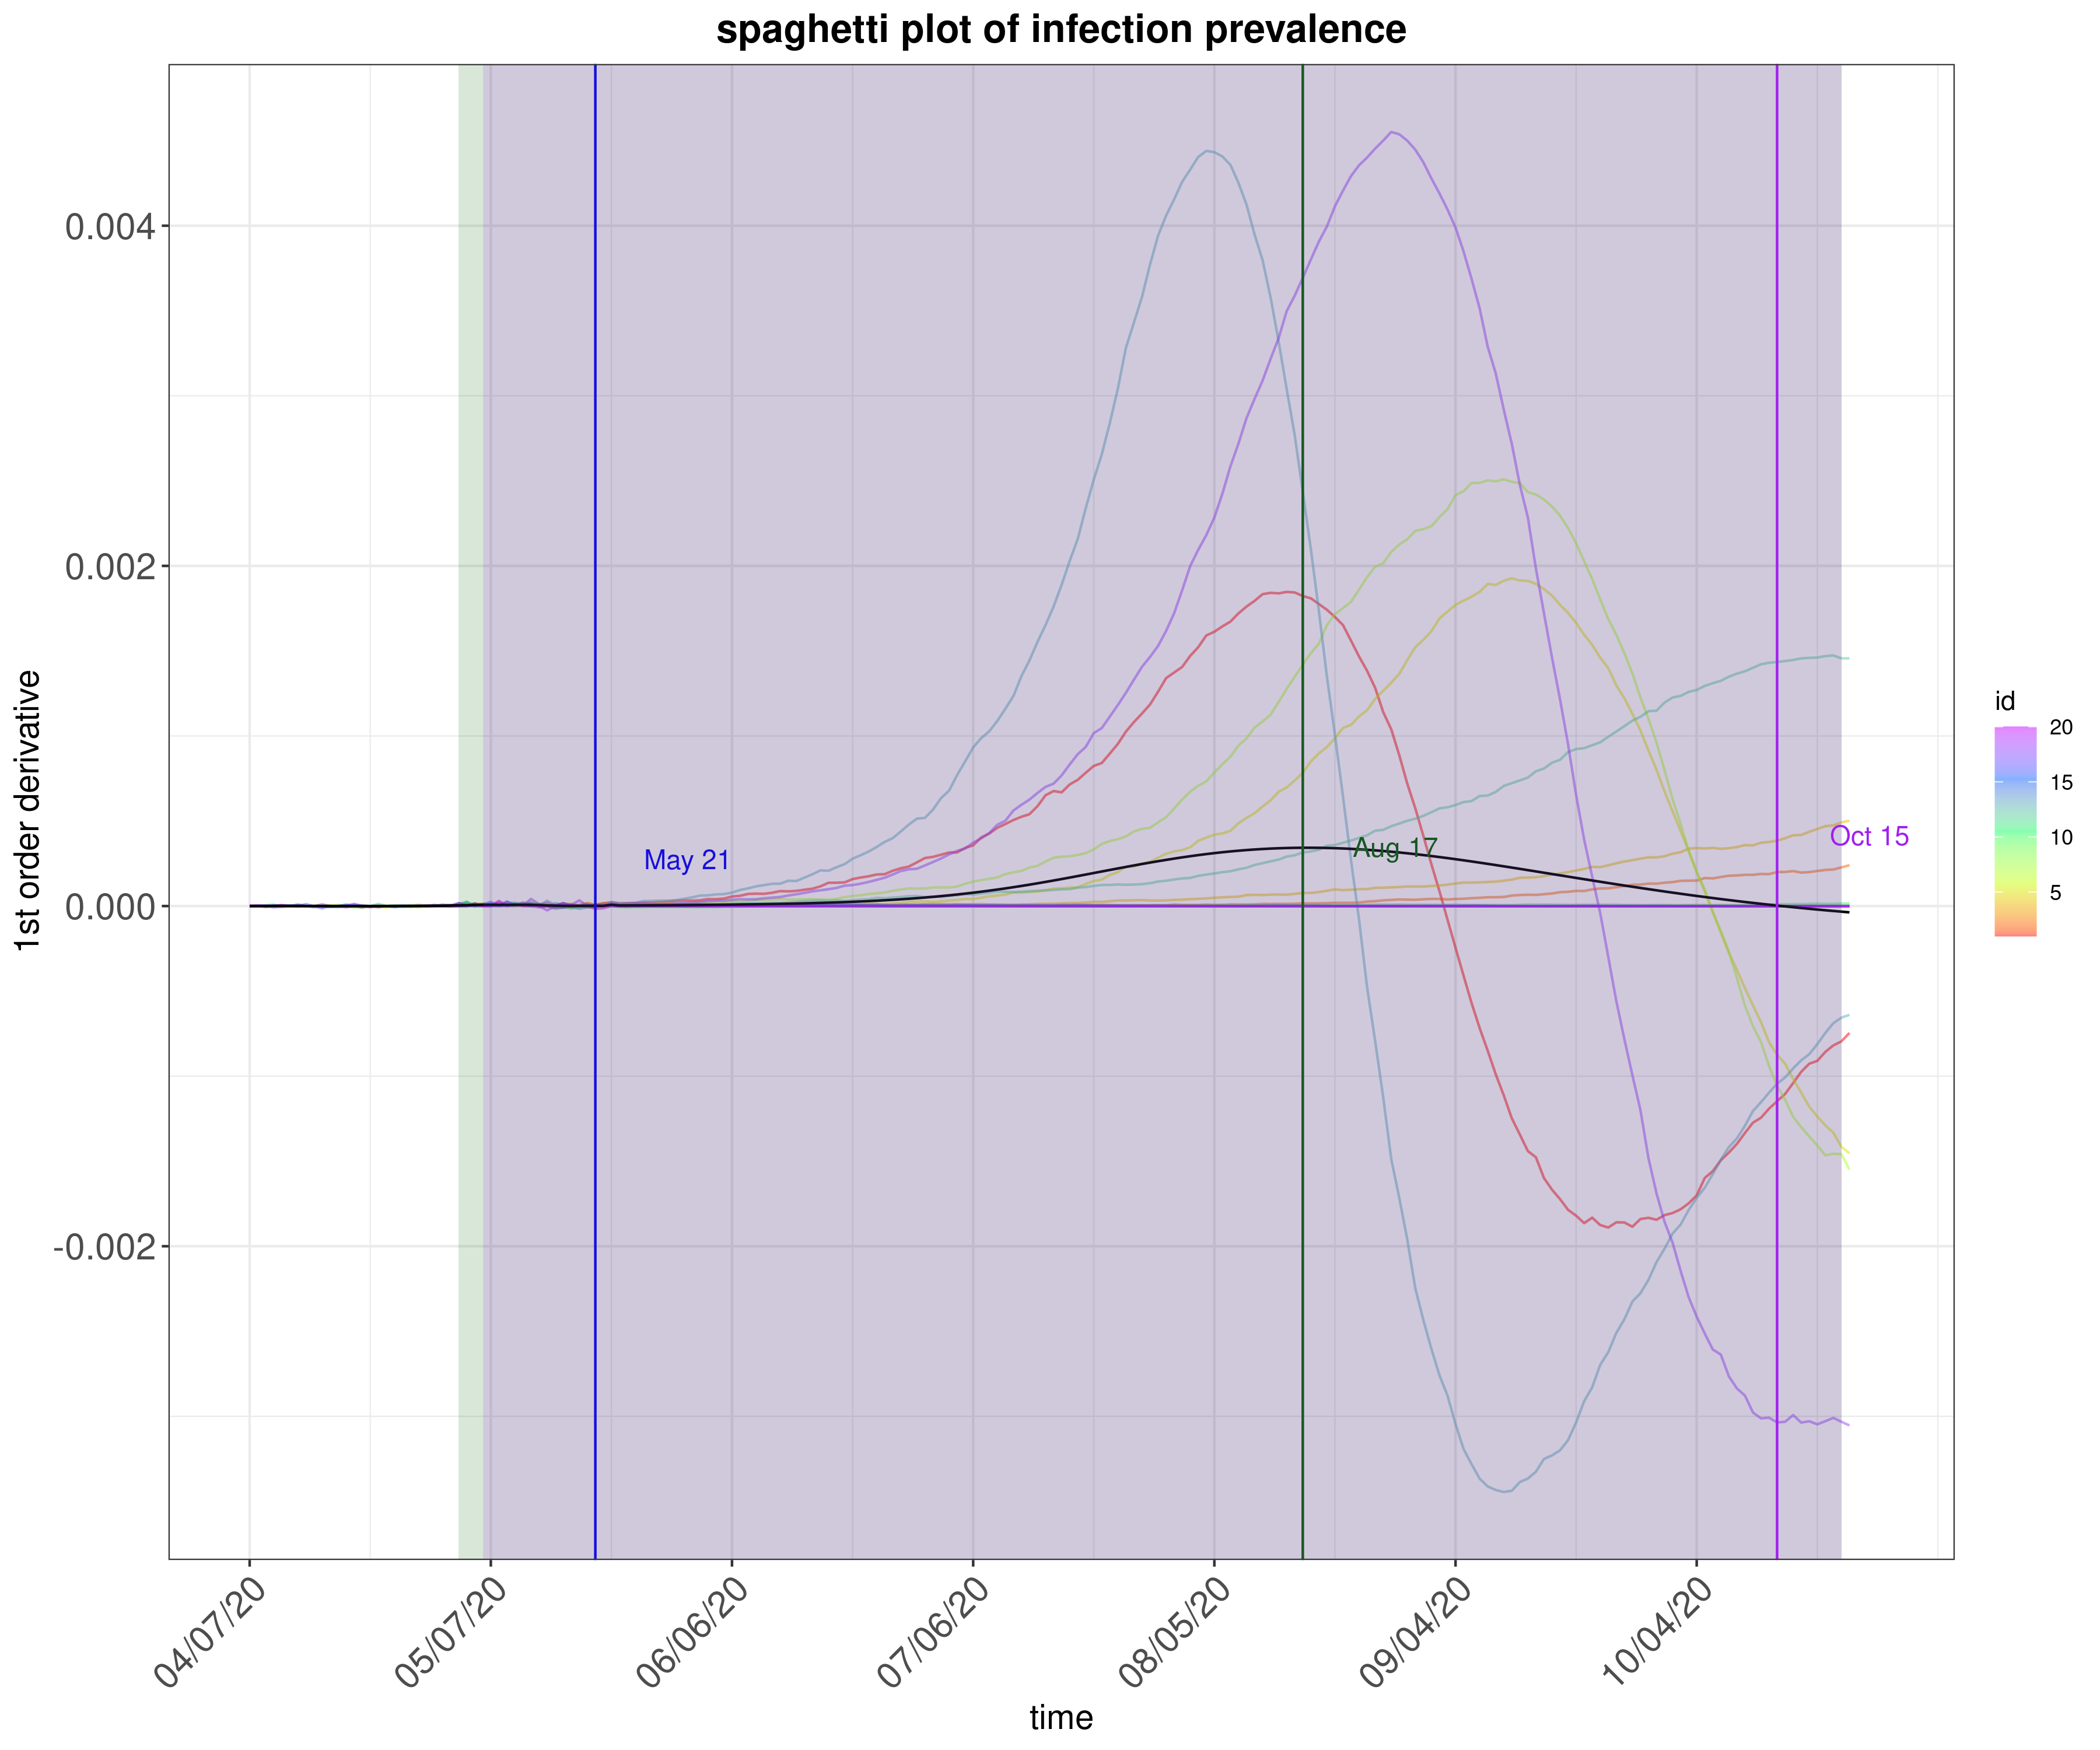 spaghetti plot of infection prevalence
1st order derivative
0.004
0.002
0.000
-0.002
May 21
Aug 17
Oct 15
id
20
15
10
5
04/07/20
05/07/20
06/06/20
07/06/20
08/05/20
09/04/20
10/04/20
time